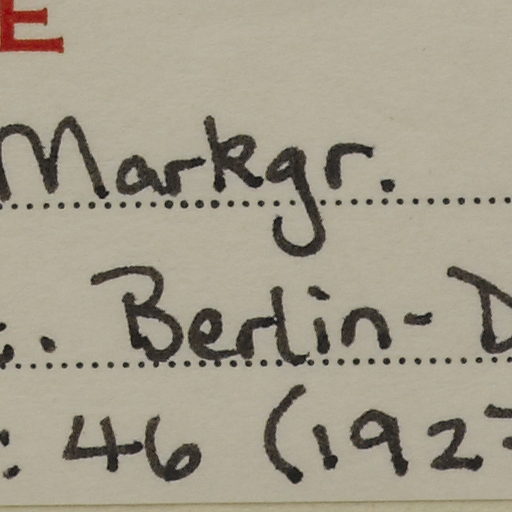 E
Markgr.
. Berlin-D
: 46 (192